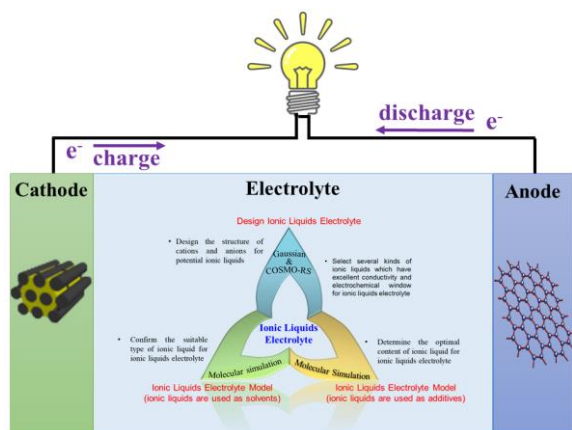 discharge e-
e- charge
Cathode
Electrolyte
Anode
Design Ionic Liquids Electrolyte
• Design the structure of
cations and anions for
potential ionic liquids
Gaussian
&
COSMO-RS
• Select several kinds of
ionic liquids which have
excellent conductivity and
electrochemical window
for ionic liquids electrolyte
• Confirm the suitable
type of ionic liquid for
ionic liquids electrolyte
Ionic Liquids
Electrolyte
• Determine the optimal
content of ionic liquid for
ionic liquids electrolyte
Molecular simulation
Molecular Simulation
Ionic Liquids Electrolyte Model
(ionic liquids are used as solvents)
Ionic Liquids Electrolyte Model
(ionic liquids are used as additives)